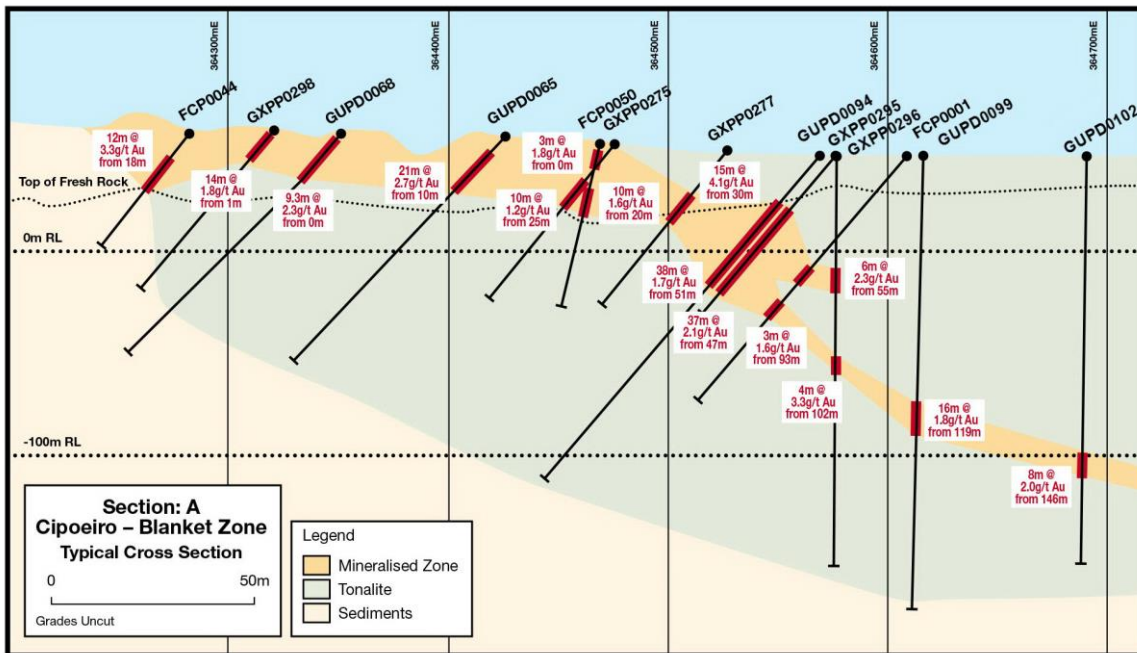 364300mE
364400mE
364500mE
364600mE
364700mE
FCP0044
GXPP0298
GUPD0068
GUPD0065
FCP0050
GXPP0275
GXPP0277
GUPD0094
GXPP0295
GXPP0296
FCP0001
GUPD0099
GUPD0102
12m @
3.3g/t Au
from 18m
14m @
1.8g/t Au
from 1m
9.3m @
2.3g/t Au
from 0m
21m @
2.7g/t Au
from 10m
3m @
1.8g/t Au
from 0m
10m @
1.2g/t Au
from 25m
10m @
1.6g/t Au
from 20m
15m @
4.1g/t Au
from 30m
Top of Fresh Rock
0m RL
38m @
1.7g/t Au
from 51m
37m @
2.1g/t Au
from 47m
3m @
1.6g/t Au
from 93m
6m @
2.3g/t Au
from 55m
4m @
3.3g/t Au
from 102m
16m @
1.8g/t Au
from 119m
8m @
2.0g/t Au
from 146m
-100m RL
Section: A
Cipoeiro – Blanket Zone
Typical Cross Section
0 50m
Grades Uncut
Legend
Mineralised Zone
Tonalite
Sediments